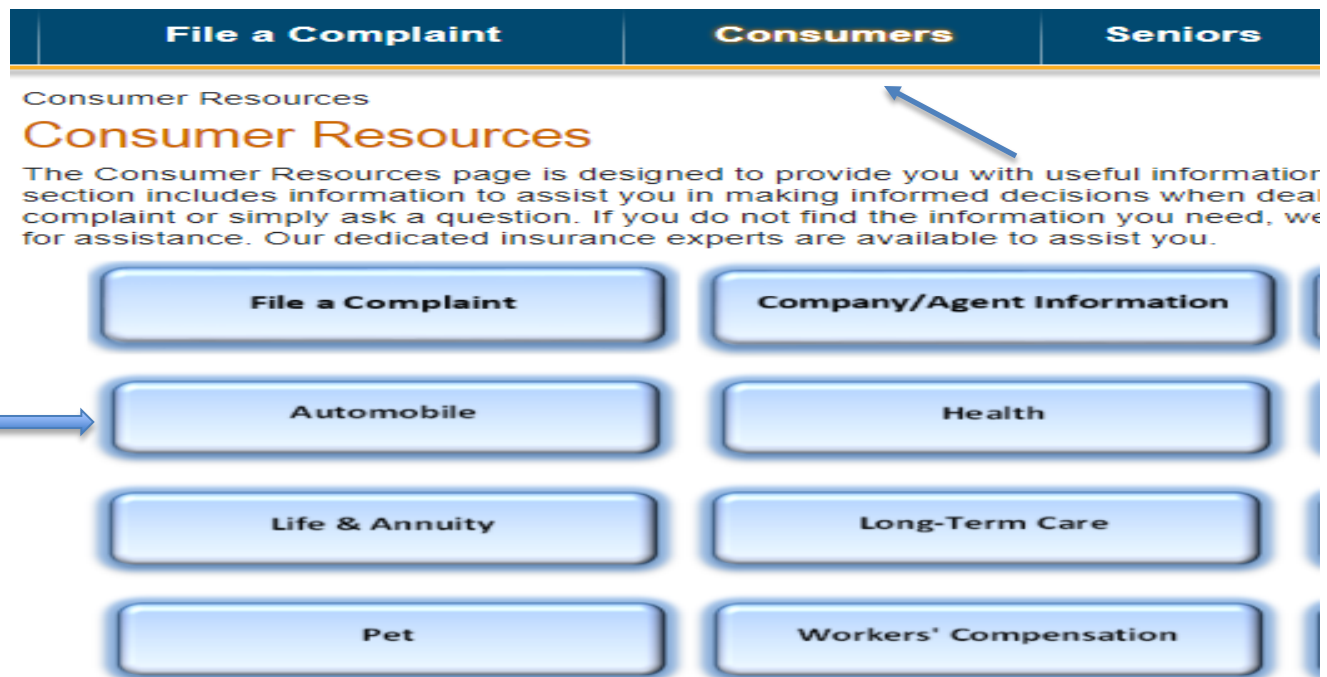 File a Complaint Consumers Seniors
Consumer Resources
Consumer Resources
The Consumer Resources page is designed to provide you with useful information
section includes information to assist you in making informed decisions when deal
complaint or simply ask a question. If you do not find the information you need, we
for assistance. Our dedicated insurance experts are available to assist you.
File a Complaint Company/Agent Information
Automobile Health
Life & Annuity Long-Term Care
Pet Workers' Compensation